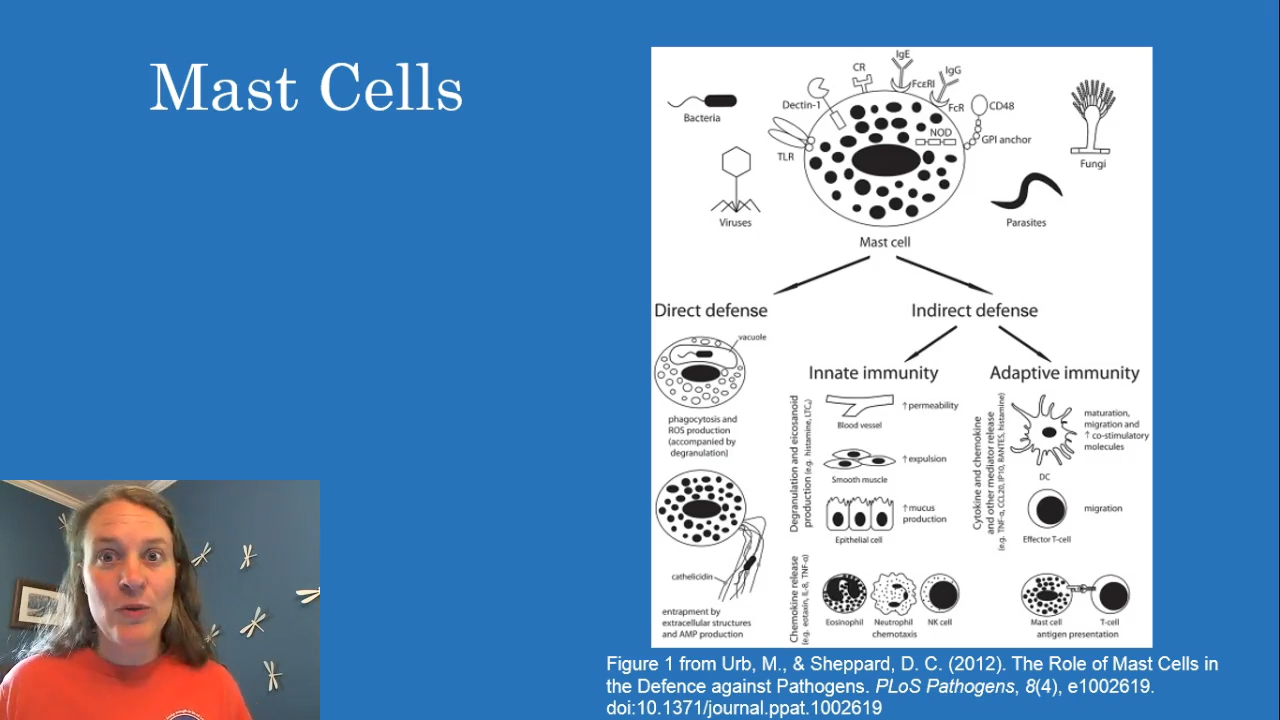 Mast Cells
IgE
CR
IgG
FcεRI
Dectin-1
FcR
CD48
Bacteria
NOD
GPI anchor
TLR
Fungi
Viruses
Parasites
Mast cell
Direct defense
Indirect defense
vacuole
Innate immunity
Adaptive immunity
phagocytosis and
ROS production
(accompanied by
degranulation)
Degranulation and eicosanoid
production (e.g. histamine, LTC₄)
↑permeability
Blood vessel
↑expulsion
Smooth muscle
↑mucus
production
Epithelial cell
Cytokine and chemokine
and other mediator release
(e.g. TNF-α, CCL20, IP10, RANTES, histamine)
maturation,
migration and
↑ co-stimulatory
molecules
DC
migration
Effector T-cell
cathelicidin
entrapment by
extracellular structures
and AMP production
Chemokine release
(e.g. eotaxin, IL-8, TNF-α)
Eosinophil
Neutrophil
NK cell
chemotaxis
Mast cell
T-cell
antigen presentation
Figure 1 from Urb, M., & Sheppard, D. C. (2012). The Role of Mast Cells in
the Defence against Pathogens. PLoS Pathogens, 8(4), e1002619.
doi:10.1371/journal.ppat.1002619